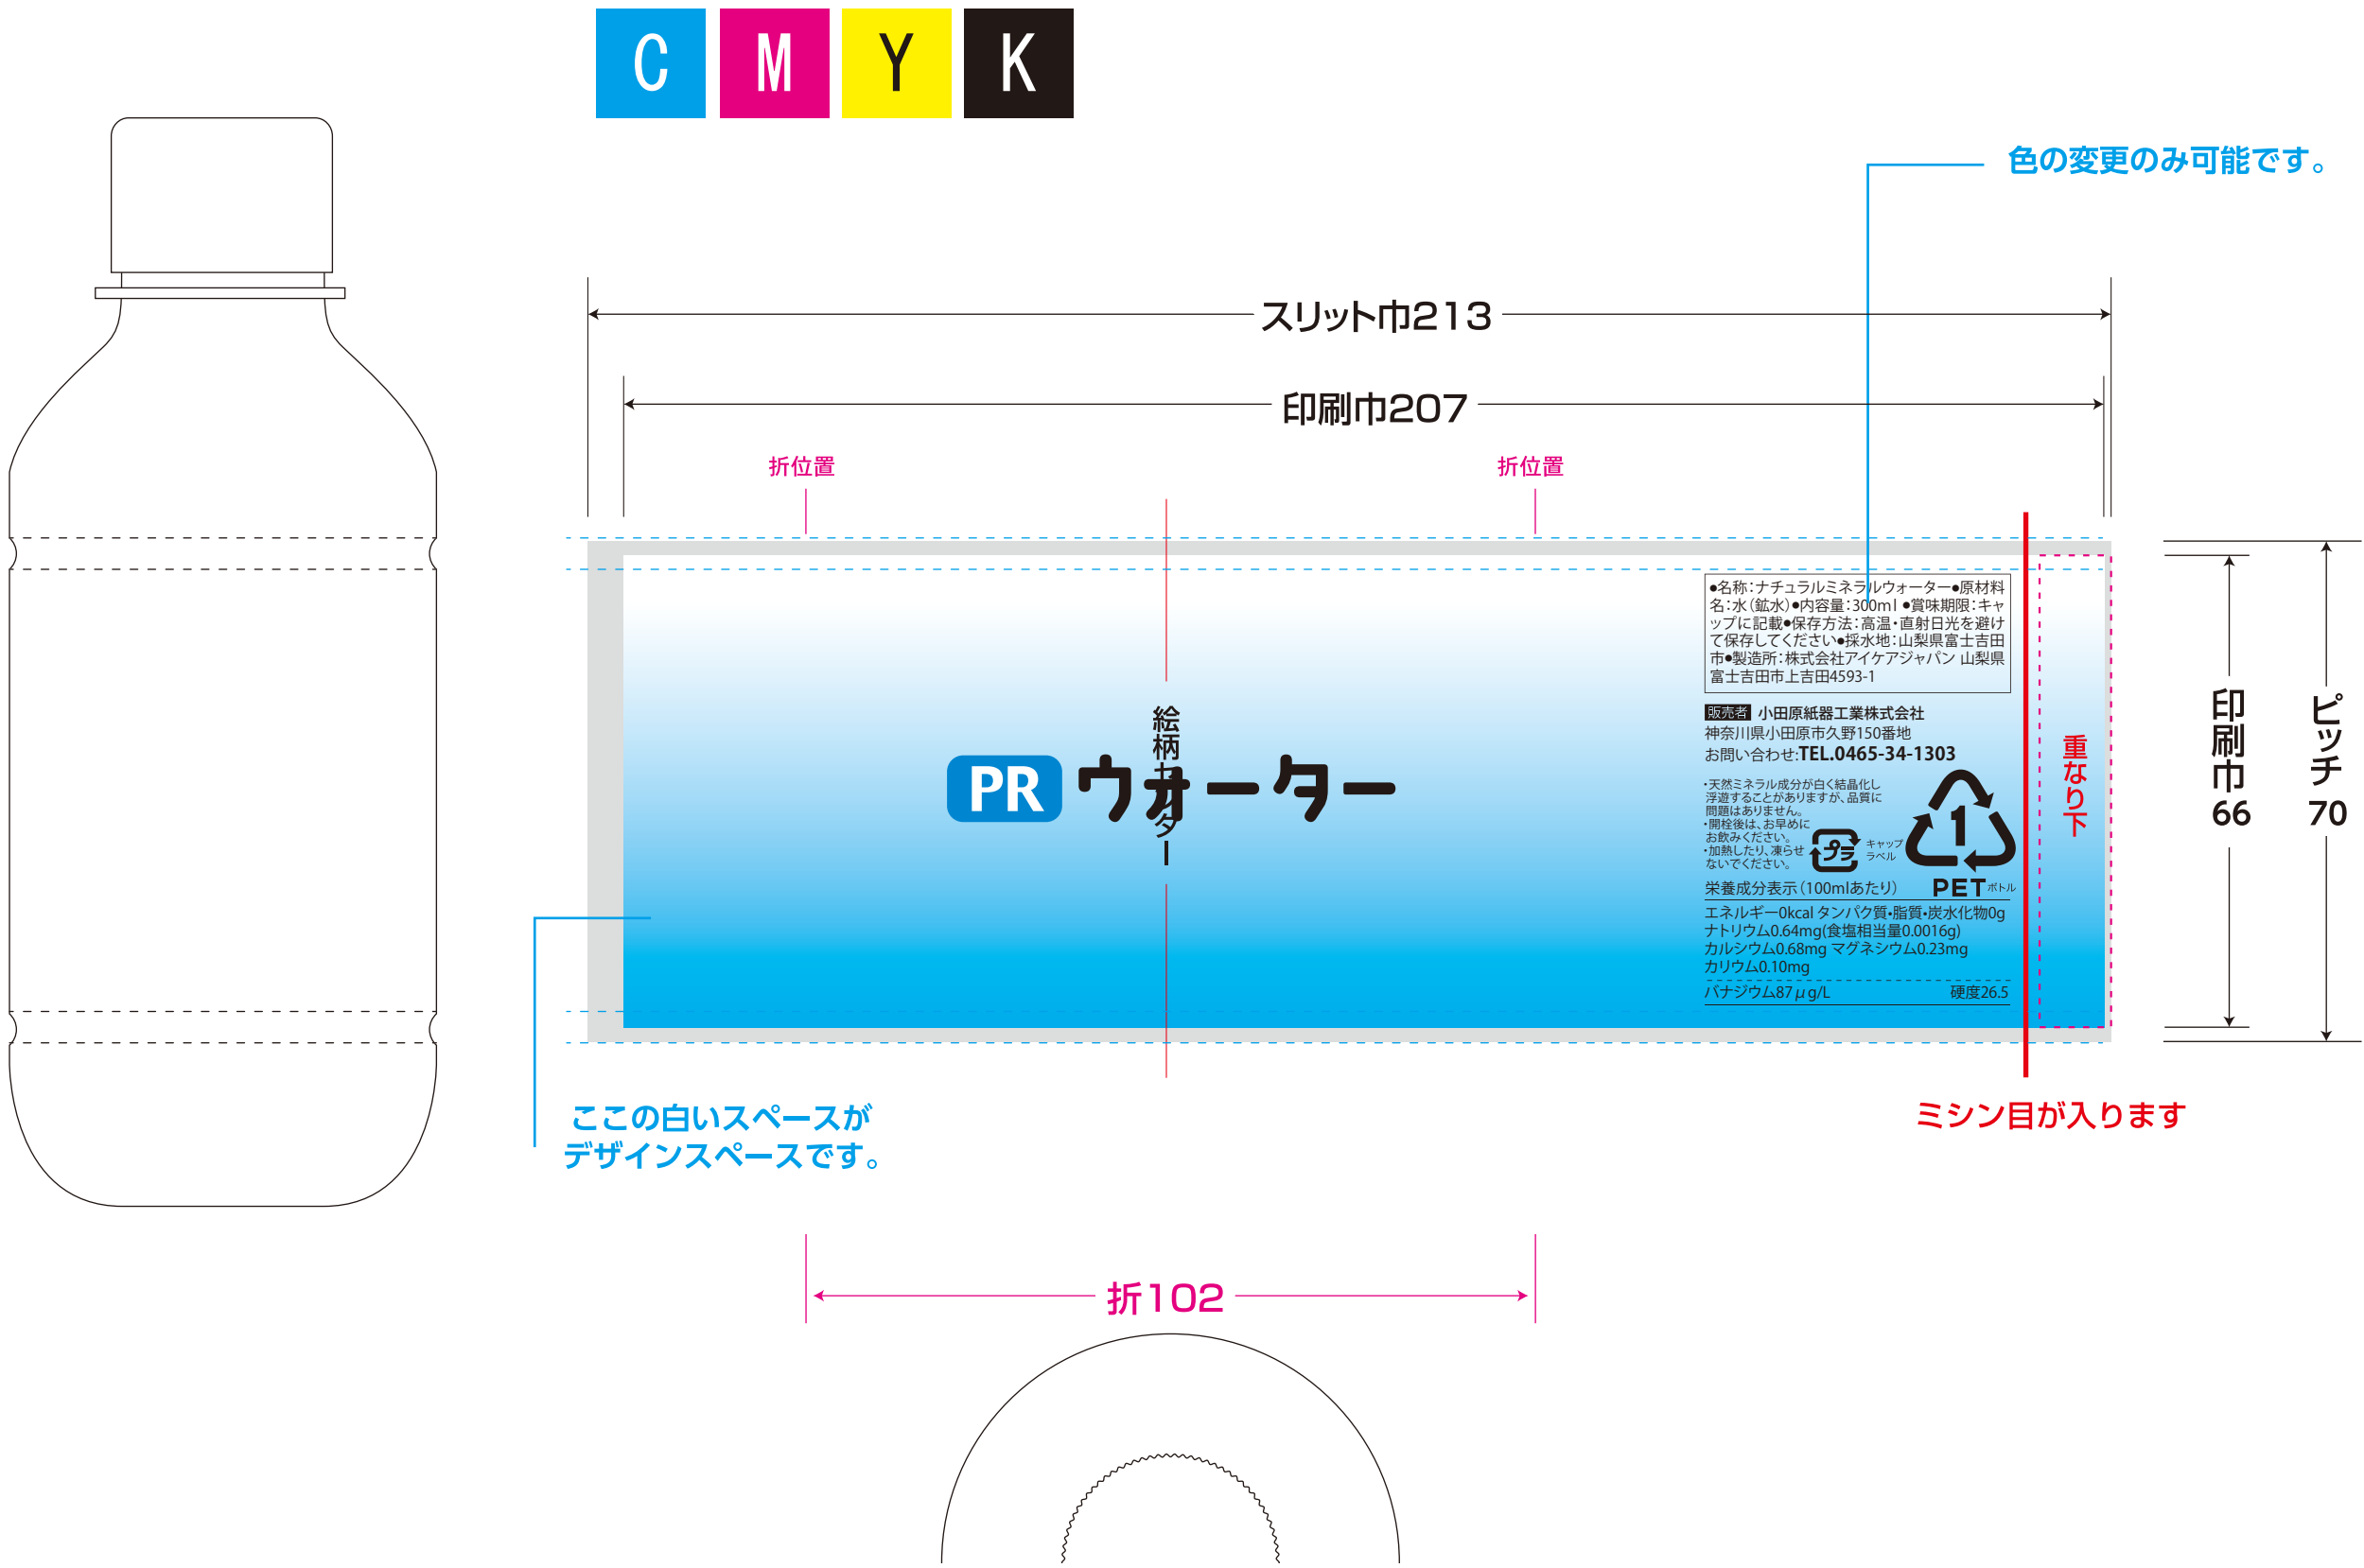 C M Y K
色の変更のみ可能です。
スリット巾213
印刷巾207
折位置
折位置
絵柄センター
PR ウォーター
●名称：ナチュラルミネラルウォーター●原材料
名：水（鉱水）●内容量：300ml ●賞味期限：キャ
ップに記載●保存方法：高温・直射日光を避け
て保存してください●採水地：山梨県富士吉田
市●製造所：株式会社アイケアジャパン 山梨県
富士吉田市上吉田4593-1
販売者 小田原紙器工業株式会社
神奈川県小田原市久野150番地
お問い合わせ:TEL.0465-34-1303
・天然ミネラル成分が白く結晶化し
浮遊することがありますが、品質に
問題はありません。
・開栓後は、お早めに
お飲みください。
・加熱したり、凍らせ
ないでください。
プラ
キャップ
ラベル
1
PETボトル
栄養成分表示（100mlあたり）
エネルギー0kcal タンパク質・脂質・炭水化物0g
ナトリウム0.64mg(食塩相当量0.0016g)
カルシウム0.68mg マグネシウム0.23mg
カリウム0.10mg
バナジウム87μg/L 硬度26.5
重なり下
印刷巾66
ピッチ70
ここの白いスペースが
デザインスペースです。
ミシン目が入ります
折102